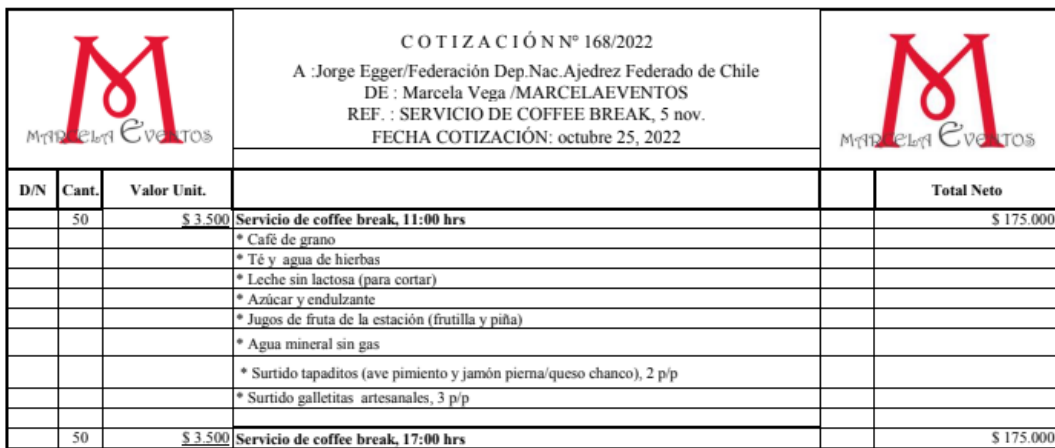 MARCELA EVENTOS
C O T I Z A C I Ó N Nº 168/2022
A :Jorge Egger/Federación Dep.Nac.Ajedrez Federado de Chile
DE : Marcela Vega /MARCELAEVENTOS
REF. : SERVICIO DE COFFEE BREAK, 5 nov.
FECHA COTIZACIÓN: octubre 25, 2022
MARCELA EVENTOS
D/N Cant. Valor Unit. Total Neto
50 $ 3.500 Servicio de coffee break, 11:00 hrs $ 175.000
* Café de grano
* Té y agua de hierbas
* Leche sin lactosa (para cortar)
* Azúcar y endulzante
* Jugos de fruta de la estación (frutilla y piña)
* Agua mineral sin gas
* Surtido tapaditos (ave pimiento y jamón pierna/queso chanco), 2 p/p
* Surtido galletitas artesanales, 3 p/p
50 $ 3.500 Servicio de coffee break, 17:00 hrs $ 175.000